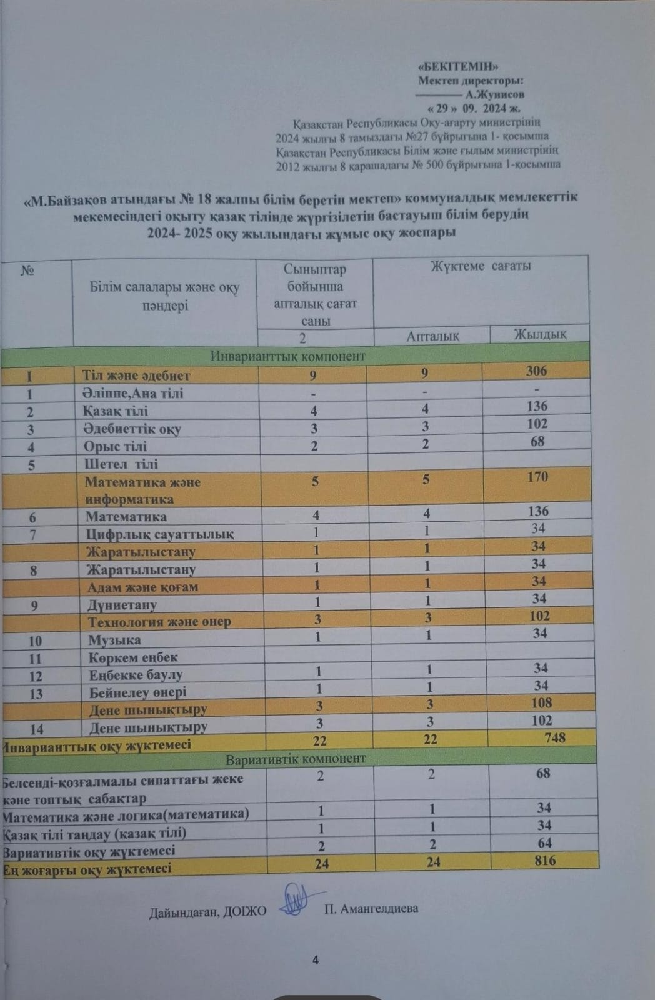 «БЕКІТЕМІН»
Мектеп директоры:
————— А.Жунисов
« 29 » 09. 2024 ж.
Қазақстан Республикасы Оқу-ағарту министрінің
2024 жылғы 8 тамыздағы №27 бұйрығына 1- қосымша
Қазақстан Республикасы Білім және ғылым министрінің
2012 жылғы 8 қарашадағы № 500 бұйрығына 1-қосымша
«М.Байзақов атындағы № 18 жалпы білім беретін мектеп» коммуналдық мемлекеттік
мекемесіндегі оқыту қазақ тілінде жүргізілетін бастауыш білім берудің
2024- 2025 оқу жылындағы жұмыс оқу жоспары
№ Білім салалары және оқу пәндері Сыныптар бойынша апталық сағат саны Жүктеме сағаты
2 Апталық Жылдық
Инварианттық компонент
I Тіл және әдебиет 9 9 306
1 Әліппе,Ана тілі - - -
2 Қазақ тілі 4 4 136
3 Әдебиеттік оқу 3 3 102
4 Орыс тілі 2 2 68
5 Шетел тілі
Математика және 5 5 170
информатика
6 Математика 4 4 136
7 Цифрлық сауаттылық 1 1 34
Жаратылыстану 1 1 34
8 Жаратылыстану 1 1 34
Адам және қоғам 1 1 34
9 Дүниетану 1 1 34
Технология және өнер 3 3 102
10 Музыка 1 1 34
11 Көркем еңбек
12 Еңбекке баулу 1 1 34
13 Бейнелеу өнері 1 1 34
Дене шынықтыру 3 3 108
14 Дене шынықтыру 3 3 102
Инварианттық оқу жүктемесі 22 22 748
Вариативтік компонент
Белсенді-қозғалмалы сипаттағы жеке 2 2 68
және топтық сабақтар
Математика және логика(математика) 1 1 34
Қазақ тілі таңдау (қазақ тілі) 1 1 34
Вариативтік оқу жүктемесі 2 2 64
Ең жоғарғы оқу жүктемесі 24 24 816
Дайындаған, ДОІЖО П. Амангелдиева
4